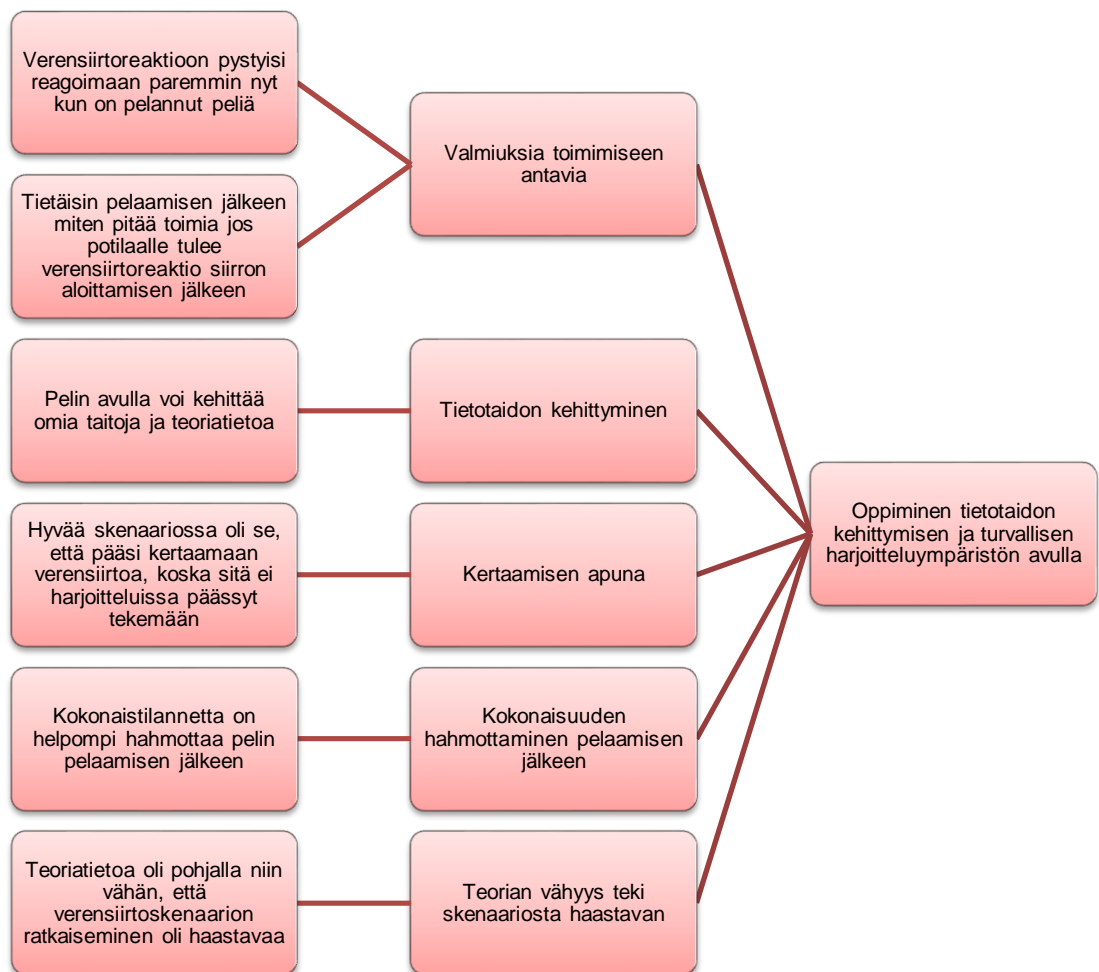 Verensiirtoreaktioon pystyisi
reagoimaan paremmin nyt
kun on pelannut peliä
Valmiuksia toimimiseen
antavia
Tietäisin pelaamisen jälkeen
miten pitää toimia jos
potilaalle tulee
verensiirtoreaktio siirron
aloittamisen jälkeen
Pelin avulla voi kehittää
omia taitoja ja teoriatietoa
Tietotaidon kehittyminen
Hyvää skenaariossa oli se,
että pääsi kertaamaan
verensiirtoa, koska sitä ei
harjoitteluissa päässyt
tekemään
Kertaamisen apuna
Kokonaistilannetta on
helpompi hahmottaa pelin
pelaamisen jälkeen
Kokonaisuuden
hahmottaminen pelaamisen
jälkeen
Teoriatietoa oli pohjalla niin
vähän, että
verensiirtoskenaarion
ratkaiseminen oli haastavaa
Teorian vähyys teki
skenaariosta haastavan
Oppiminen tietotaidon
kehittymisen ja turvallisen
harjoitteluympäristön avulla